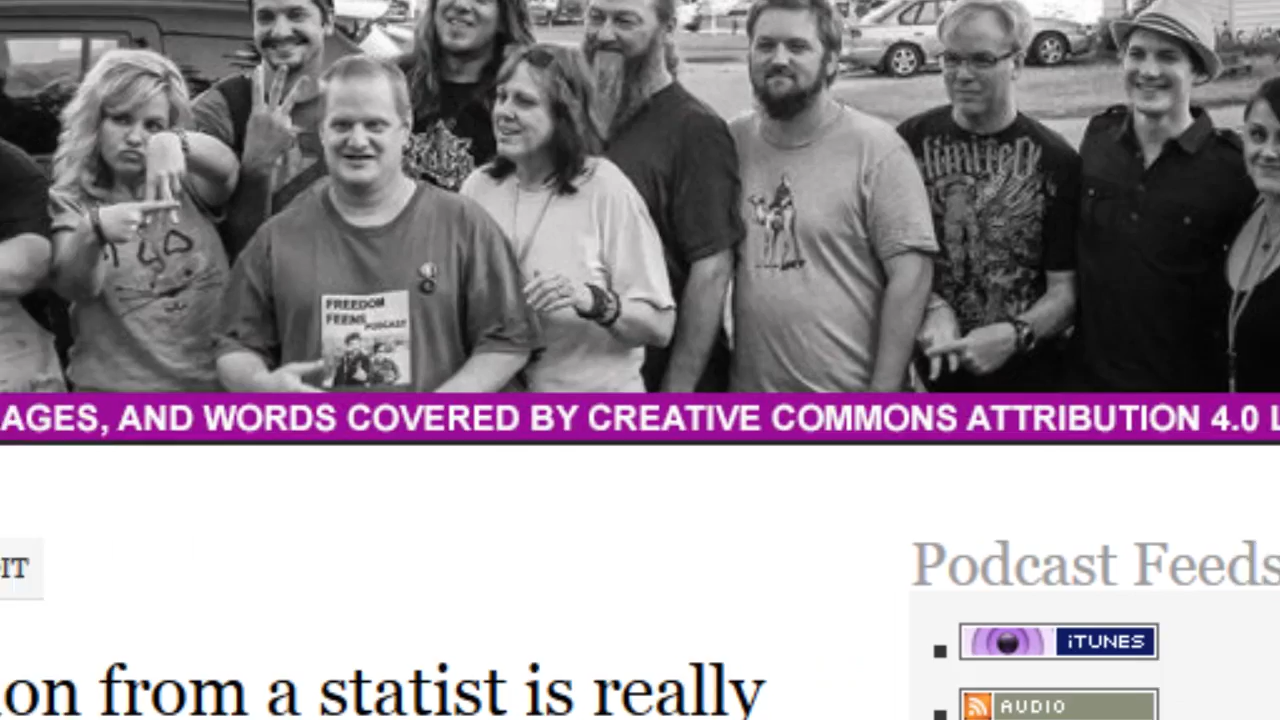 FREEDOM
FEENS
PODCAST
AGES, AND WORDS COVERED BY CREATIVE COMMONS ATTRIBUTION 4.0 L
IT
Podcast Feeds
iTUNES
on from a statist is really
AUDIO